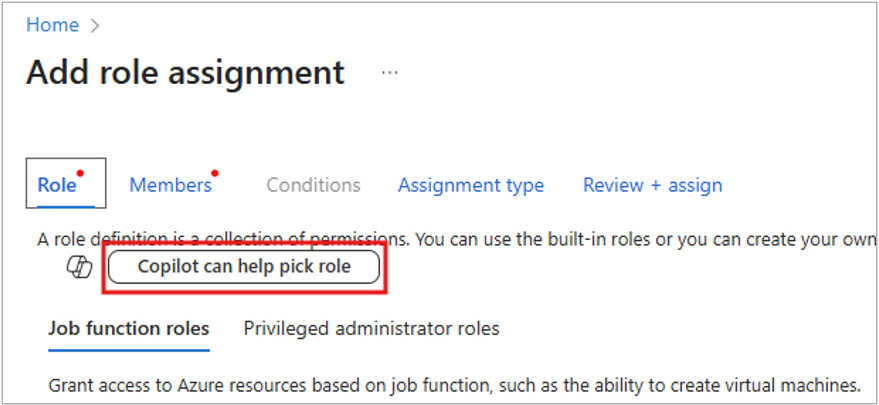 Home >
Add role assignment ...
Role Members Conditions Assignment type Review + assign
A role definition is a collection of permissions. You can use the built-in roles or you can create your own
Copilot can help pick role
Job function roles Privileged administrator roles
Grant access to Azure resources based on job function, such as the ability to create virtual machines.